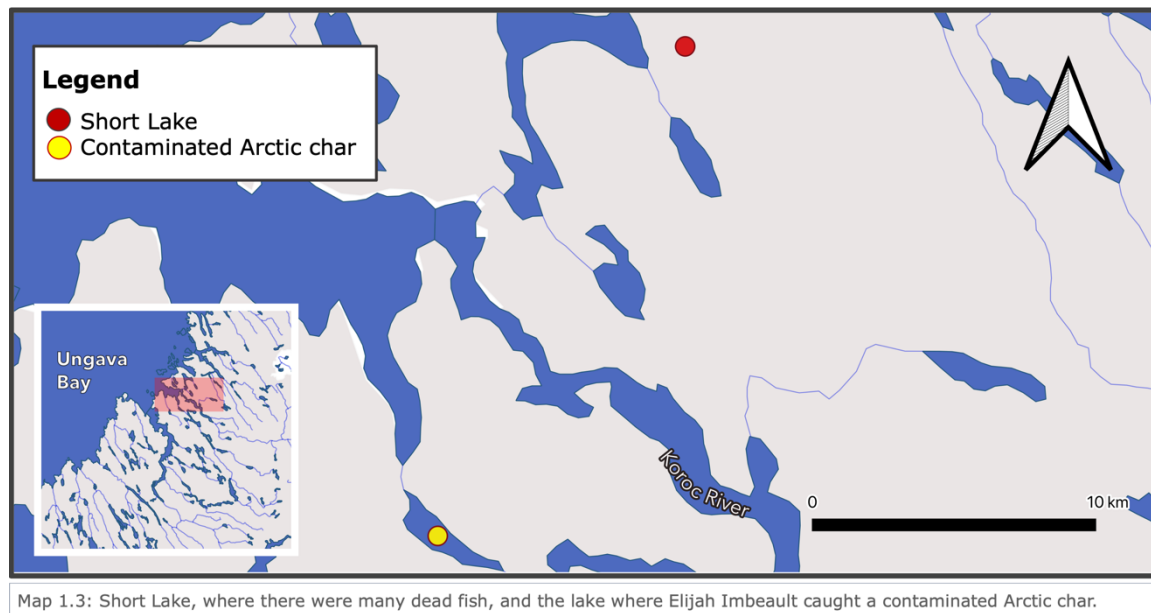 Legend
Short Lake
Contaminated Arctic char
Ungava
Bay
Koroc River
0
10 km
Map 1.3: Short Lake, where there were many dead fish, and the lake where Elijah Imbeault caught a contaminated Arctic char.